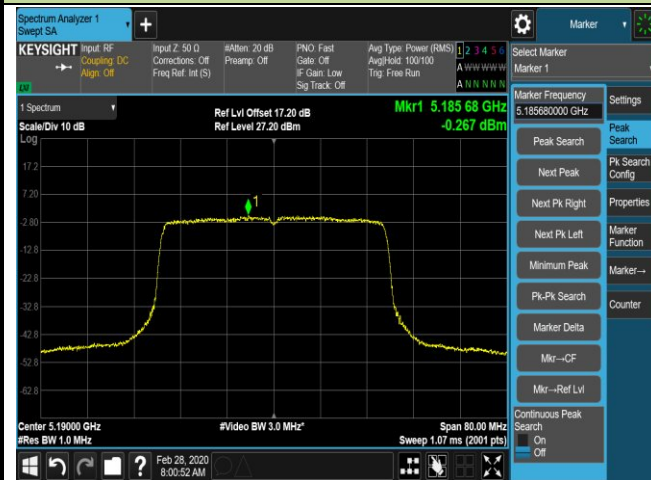 Spectrum Analyzer 1
Swept SA
+
Marker
KEYSIGHT
Input: RF
Coupling: DC
Align: Off
Input Z: 50 Ω
Corrections: Off
Freq Ref: Int (S)
#Atten: 20 dB
Preamp: Off
PNO: Fast
Gate: Off
IF Gain: Low
Sig Track: Off
Avg Type: Power (RMS)
Avg|Hold: 100/100
Trig: Free Run
1 2 3 4 5 6
A W W W W W
A N N N N N
Select Marker
Marker 1
1 Spectrum
Scale/Div 10 dB
Log
Ref Lvl Offset 17.20 dB
Ref Level 27.20 dBm
Mkr1 5.185 68 GHz
-0.267 dBm
17.2
7.20
-2.80
-12.8
-22.8
-32.8
-42.8
-52.8
-62.8
1
Center 5.19000 GHz
#Res BW 1.0 MHz
#Video BW 3.0 MHz*
Span 80.00 MHz
Sweep 1.07 ms (2001 pts)
Marker Frequency
5.185680000 GHz
Peak Search
Next Peak
Next Pk Right
Next Pk Left
Minimum Peak
Pk-Pk Search
Marker Delta
Mkr→CF
Mkr→Ref Lvl
Continuous Peak
Search
On
Off
Settings
Peak
Search
Pk Search
Config
Properties
Marker
Function
Marker→
Counter
?
Feb 28, 2020
8:00:52 AM